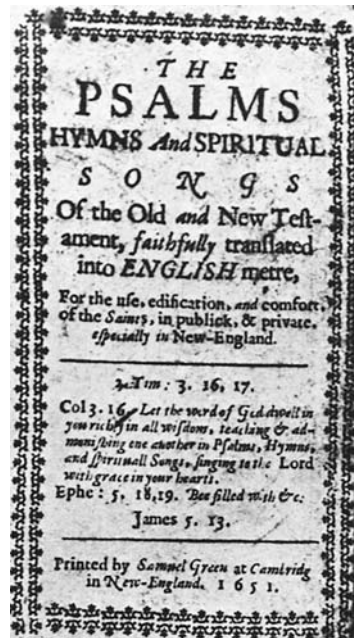 THE
PSALMS
HYMNS And SPIRITUAL
SONGS
Of the Old and New Test-
ament, faithfully translated
into ENGLISH metre,
For the use, edification, and comfort,
of the Saints, in publick, & private,
especially in New-England.
2 Tim: 3. 16, 17.
Col 3. 16, Let the word of God dwell in
you richly in all wisdom, teaching & ad-
monishing one another in Psalms, Hymns,
and spirituall Songs, singing to the Lord
with grace in your hearts.
Ephe: 5. 18,19. Bee filled with &c:
James 5. 13.
Printed by Samuel Green at Cambridg
in New-England. 1651.